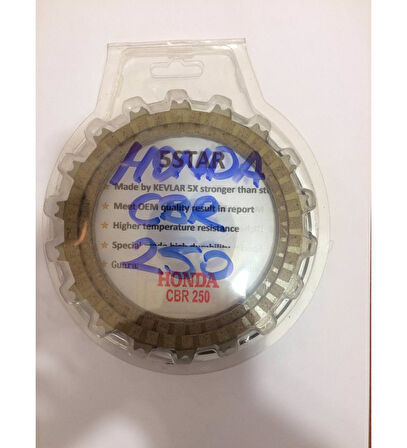 5STAR
HONDA
Made by KEVLAR 5X stronger than st
Meet OEM quality result in report
CBR
Higher temperature resistance
Special
250
HONDA
CBR 250